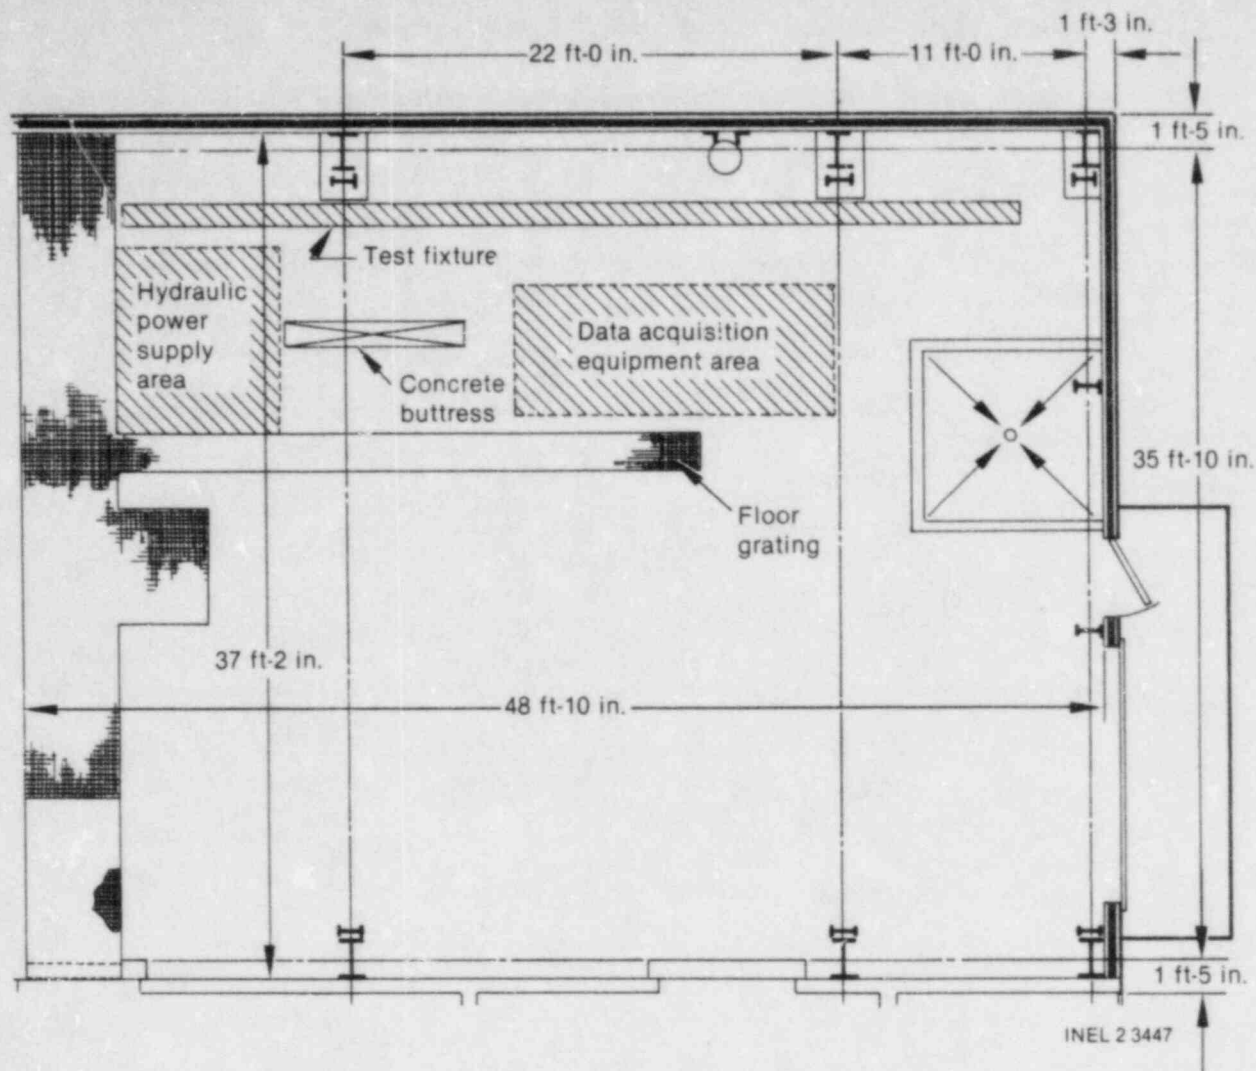 1 ft-3 in.
22 ft-0 in.
11 ft-0 in.
1 ft-5 in.
Test fixture
Hydraulic
power
supply
area
Data acquisition
equipment area
Concrete
buttress
35 ft-10 in.
Floor
grating
37 ft-2 in.
48 ft-10 in.
1 ft-5 in.
INEL 2 3447